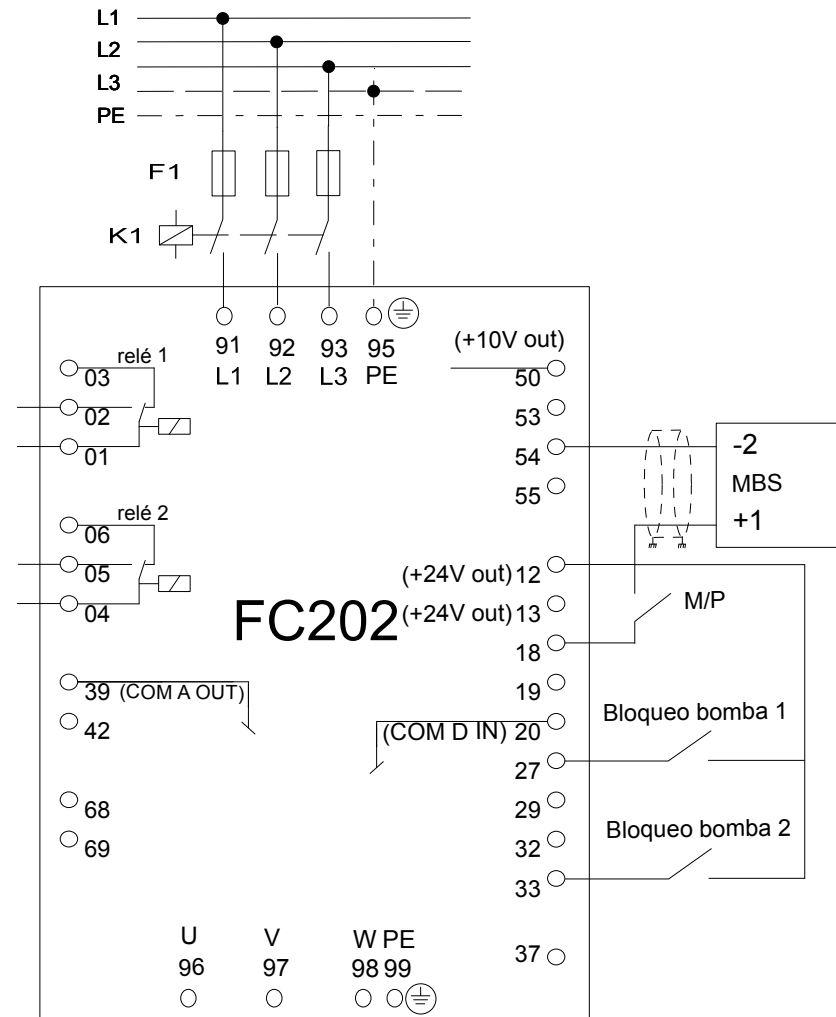 L1
L2
L3
PE
F1
K1
91 92 93 95
L1 L2 L3 PE
(+10V out)
50
relé 1
03
02
01
53
54
55
-2
MBS
+1
relé 2
06
05
04
(+24V out) 12
(+24V out) 13
FC202
M/P
18
19
39 (COM A OUT)
42
(COM D IN) 20
Bloqueo bomba 1
27
29
68
69
32
Bloqueo bomba 2
33
37
U V W PE
96 97 98 99